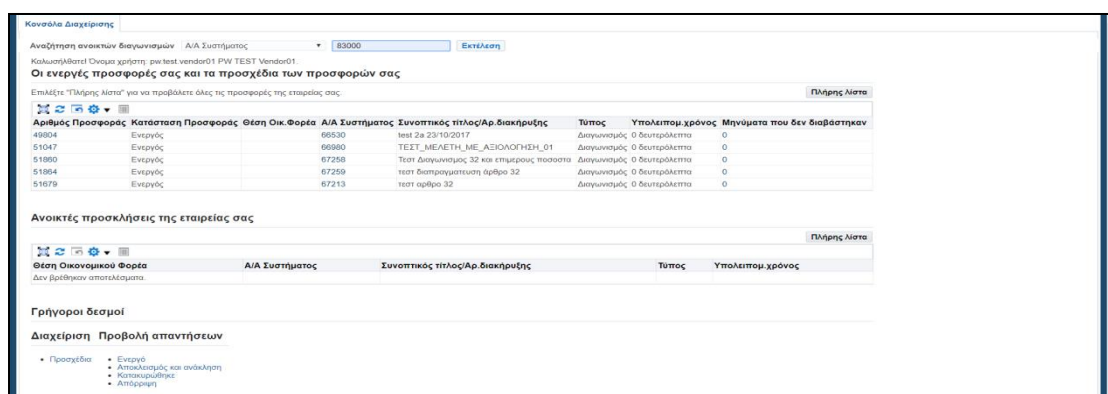 Κονσόλα Διαχείρισης
Αναζήτηση ανοικτών διαγωνισμών Α/Α Συστήματος 83000 Εκτέλεση
Καλωσήλθατε! Όνομα χρήστη: pw.test.vendor01 PW TEST Vendor01.
Οι ενεργές προσφορές σας και τα προσχέδια των προσφορών σας
Επιλέξτε "Πλήρης λίστα" για να προβάλετε όλες τις προσφορές της εταιρείας σας. Πλήρης λίστα
Αριθμός Προσφοράς Κατάσταση Προσφοράς Θέση Οικ.Φορέα Α/Α Συστήματος Συνοπτικός τίτλος/Αρ.διακήρυξης Τύπος Υπολειπομ.χρόνος Μηνύματα που δεν διαβάστηκαν
49804 Ενεργός 66530 test 2a 23/10/2017 Διαγωνισμός 0 δευτερόλεπτα 0
51047 Ενεργός 66980 ΤΕΣΤ_ΜΕΛΕΤΗ_ΜΕ_ΑΞΙΟΛΟΓΗΣΗ_01 Διαγωνισμός 0 δευτερόλεπτα 0
51860 Ενεργός 67258 Τεστ Διαγωνισμος 32 και επιμερους ποσοστα Διαγωνισμός 0 δευτερόλεπτα 0
51864 Ενεργός 67259 τεστ διαπραγματευση άρθρο 32 Διαγωνισμός 0 δευτερόλεπτα 0
51679 Ενεργός 67213 τεστ αρθρο 32 Διαγωνισμός 0 δευτερόλεπτα 0
Ανοικτές προσκλήσεις της εταιρείας σας
Πλήρης λίστα
Θέση Οικονομικού Φορέα Α/Α Συστήματος Συνοπτικός τίτλος/Αρ.διακήρυξης Τύπος Υπολειπομ.χρόνος
Δεν βρέθηκαν αποτελέσματα.
Γρήγοροι δεσμοί
Διαχείριση Προβολή απαντήσεων
• Προσχέδια • Ενεργό
• Αποκλεισμός και ανάκληση
• Κατακυρώθηκε
• Απόρριψη